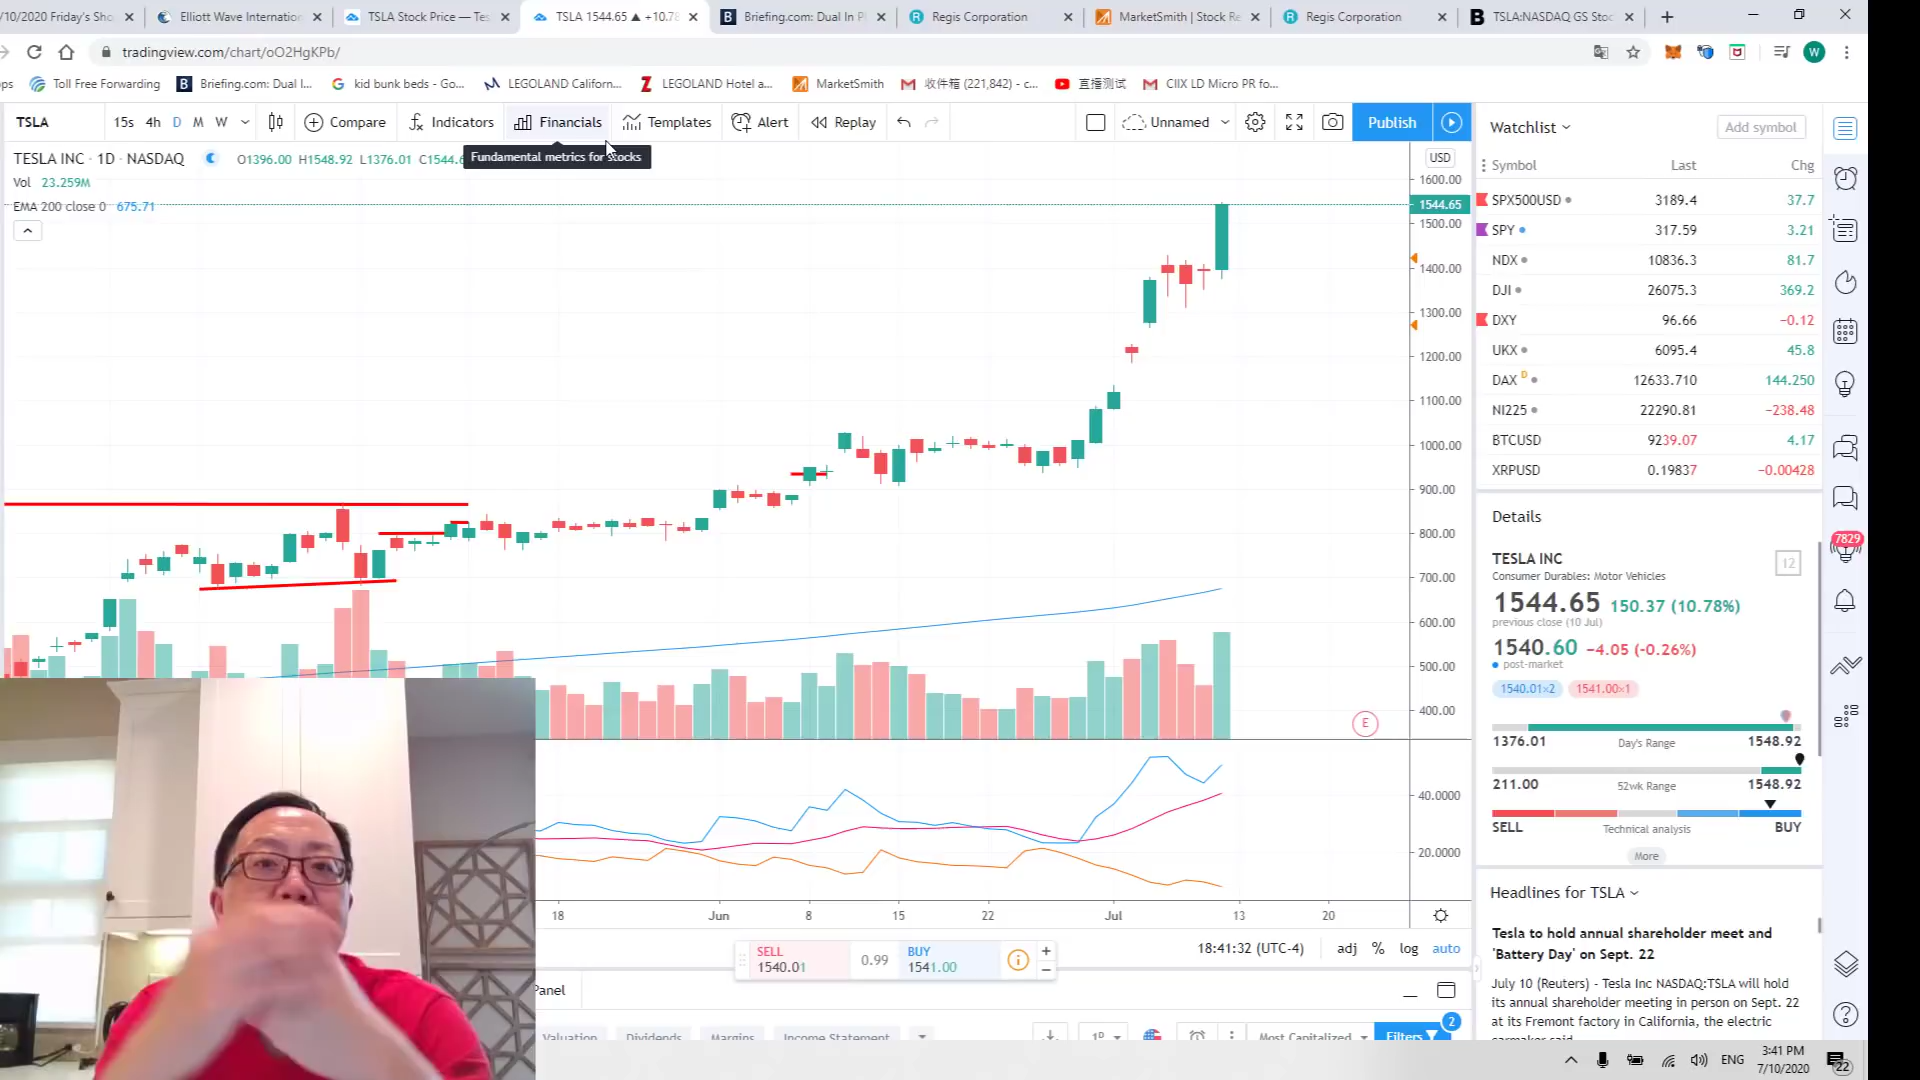 /10/2020 Friday's Sho
Elliott Wave Internation
TSLA Stock Price — Tes
TSLA 1544.65 ▲ +10.78
Briefing.com: Dual In Pl
Regis Corporation
MarketSmith | Stock Re
Regis Corporation
TSLA:NASDAQ GS Stoc
tradingview.com/chart/oO2HgKPb/
W
ps
Toll Free Forwarding
Briefing.com: Dual I...
kid bunk beds - Go...
LEGOLAND Californ...
LEGOLAND Hotel a...
MarketSmith
收件箱 (221,842) - c...
直播测试
CIIX LD Micro PR fo...
TSLA
15s
4h
D
M
W
Compare
Indicators
Financials
Templates
Alert
Replay
Unnamed
Publish
Fundamental metrics for stocks
TESLA INC · 1D · NASDAQ
O1396.00 H1548.92 L1376.01 C1544.6
Vol 23.259M
EMA 200 close 0 675.71
USD
1600.00
1544.65
1500.00
1400.00
1300.00
1200.00
1100.00
1000.00
900.00
800.00
700.00
600.00
500.00
400.00
E
40.0000
20.0000
18
Jun
8
15
22
Jul
13
20
18:41:32 (UTC-4)
adj
%
log
auto
SELL
1540.01
0.99
BUY
1541.00
Panel
Valuation
Dividends
Margins
Income Statement
1D
Most Capitalized
Filters
2
Watchlist
Add symbol
Symbol Last Chg
SPX500USD 3189.4 37.7
SPY 317.59 3.21
NDX 10836.3 81.7
DJI 26075.3 369.2
DXY 96.66 −0.12
UKX 6095.4 45.8
DAX D 12633.710 144.250
NI225 22290.81 −238.48
BTCUSD 9239.07 4.17
XRPUSD 0.19837 −0.00428
Details
TESLA INC
12
Consumer Durables: Motor Vehicles
1544.65 150.37 (10.78%)
previous close (10 Jul)
1540.60 −4.05 (−0.26%)
post-market
1540.01×2
1541.00×1
1376.01 Day's Range 1548.92
211.00 52wk Range 1548.92
SELL Technical analysis BUY
More
Headlines for TSLA
Tesla to hold annual shareholder meet and
'Battery Day' on Sept. 22
July 10 (Reuters) - Tesla Inc NASDAQ:TSLA will hold
its annual shareholder meeting in person on Sept. 22
at its Fremont factory in California, the electric
7829
ENG
3:41 PM
7/10/2020
22